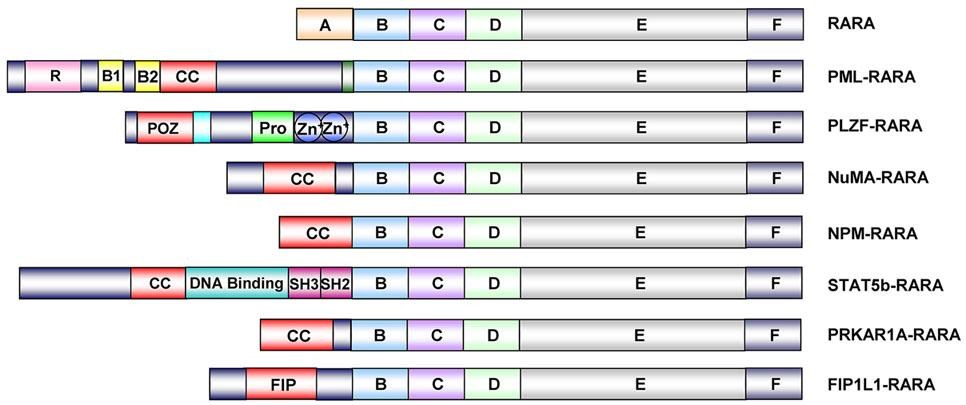 A B C D E F RARA
R B1 B2 CC B C D E F PML-RARA
POZ Pro Zn+ Zn+ B C D E F PLZF-RARA
CC B C D E F NuMA-RARA
CC B C D E F NPM-RARA
CC DNA Binding SH3 SH2 B C D E F STAT5b-RARA
CC B C D E F PRKAR1A-RARA
FIP B C D E F FIP1L1-RARA